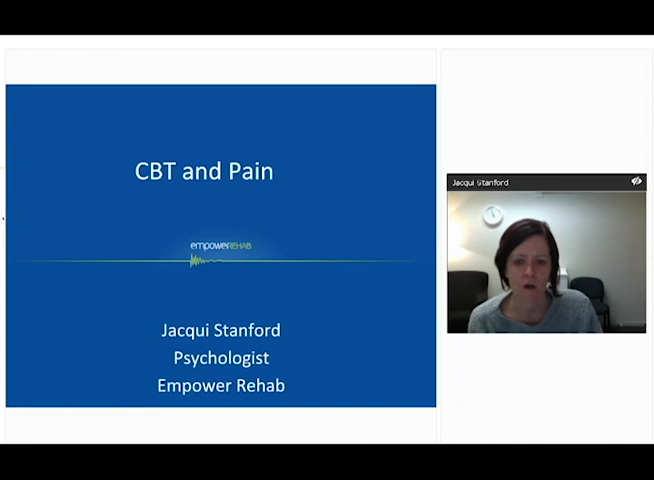 CBT and Pain
empowerREHAB
Jacqui Stanford
Psychologist
Empower Rehab
Jacqui Stanford